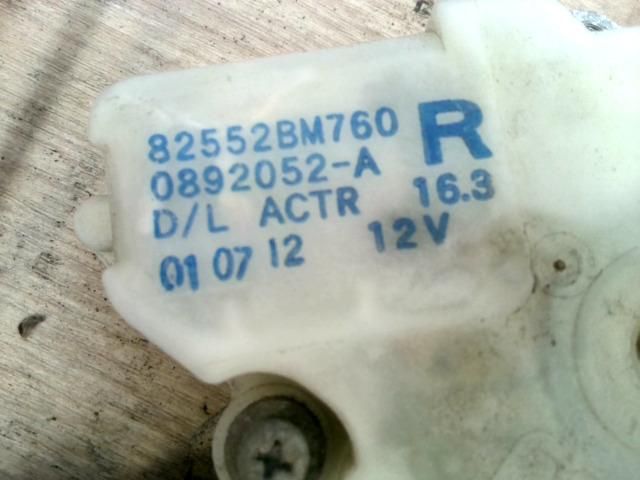 82552BM760 R
0892052-A
D/L ACTR 16.3
01 07 12 12V